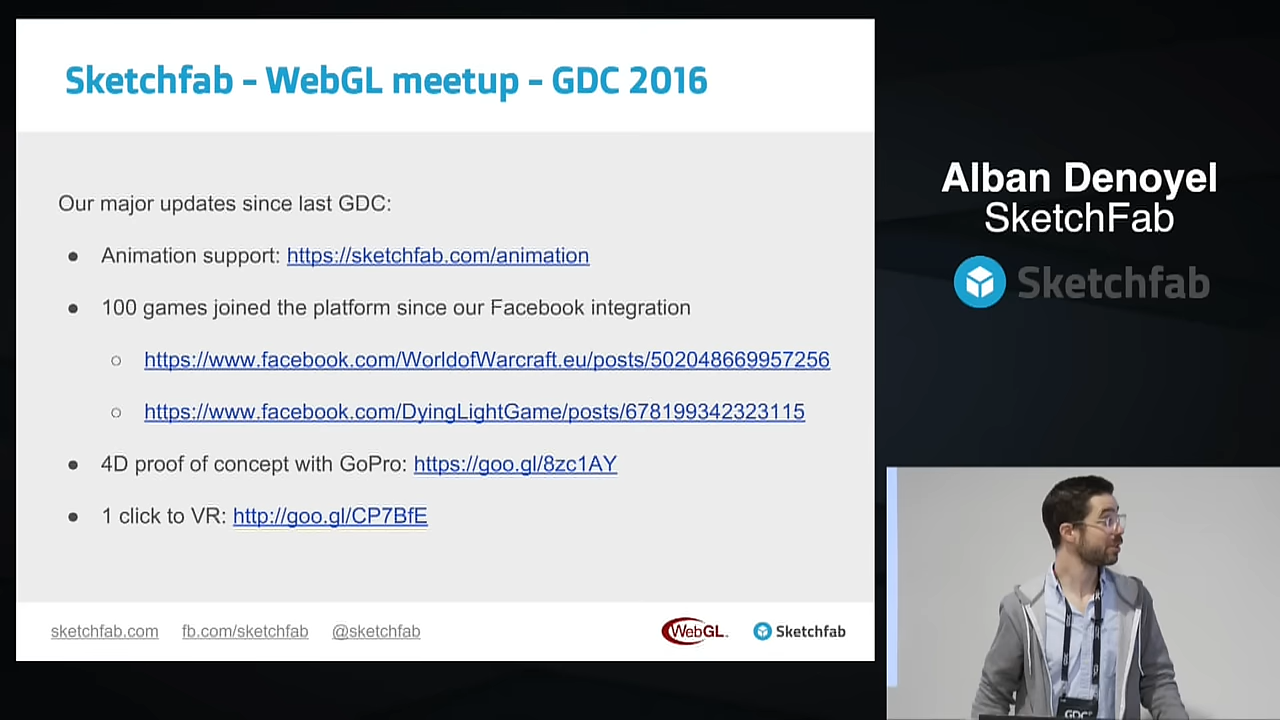 Sketchfab - WebGL meetup - GDC 2016
Our major updates since last GDC:
● Animation support: https://sketchfab.com/animation
● 100 games joined the platform since our Facebook integration
○ https://www.facebook.com/WorldofWarcraft.eu/posts/502048669957256
○ https://www.facebook.com/DyingLightGame/posts/678199342323115
● 4D proof of concept with GoPro: https://goo.gl/8zc1AY
● 1 click to VR: http://goo.gl/CP7BfE
sketchfab.com fb.com/sketchfab @sketchfab WebGL. Sketchfab
Alban Denoyel
SketchFab
Sketchfab
GDC